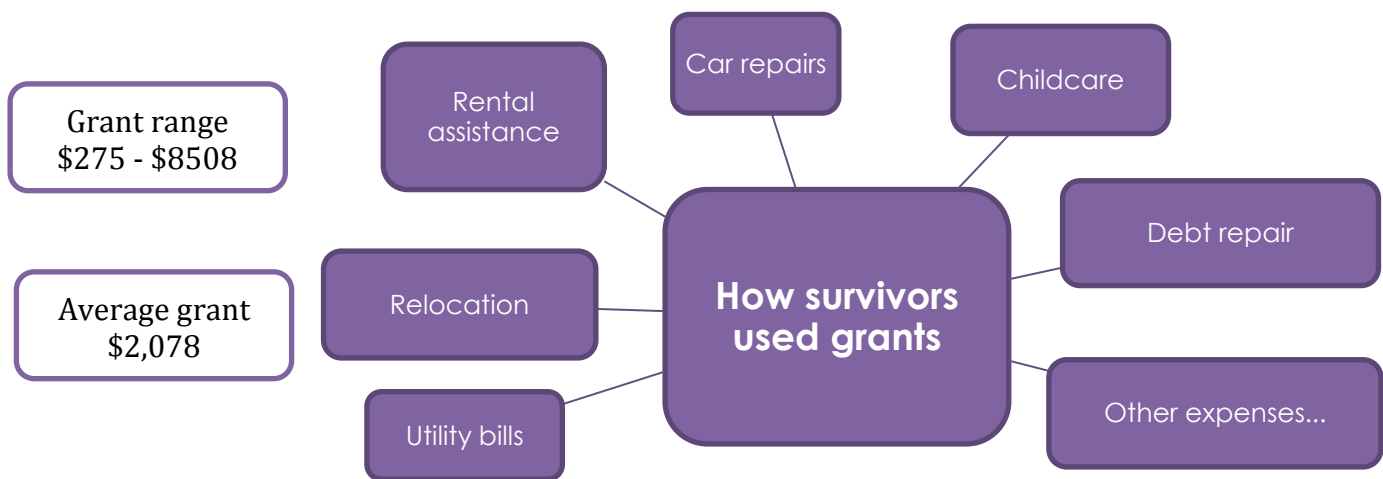 Grant range
$275 - $8508
Average grant
$2,078
Rental
assistance
Car repairs
Childcare
Debt repair
Relocation
How survivors
used grants
Utility bills
Other expenses...